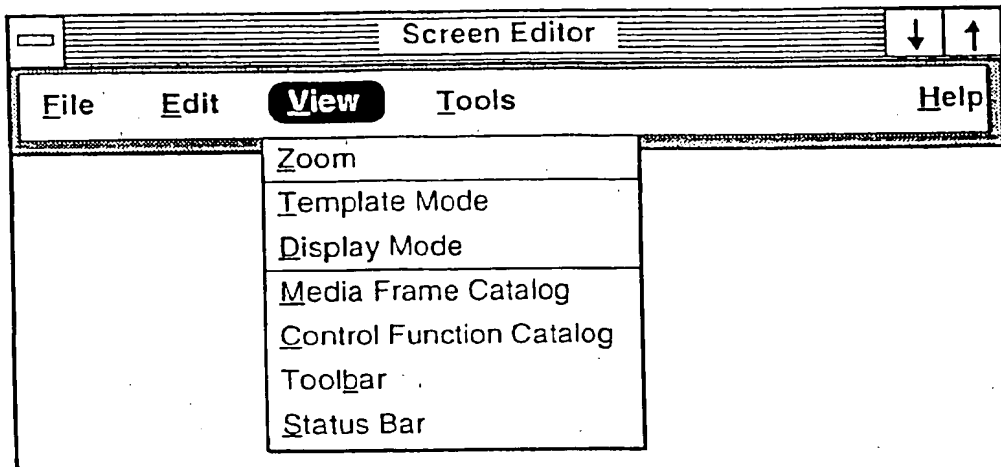 Screen Editor
File Edit View Tools Help
Zoom
Template Mode
Display Mode
Media Frame Catalog
Control Function Catalog
Toolbar
Status Bar